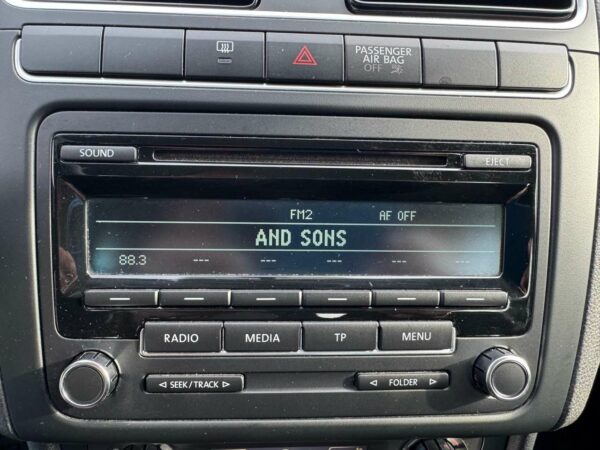 PASSENGER
AIR BAG
OFF
SOUND
EJECT
FM2 AF OFF
AND SONS
88.3 --- --- --- --- ---
RADIO MEDIA TP MENU
SEEK/TRACK FOLDER